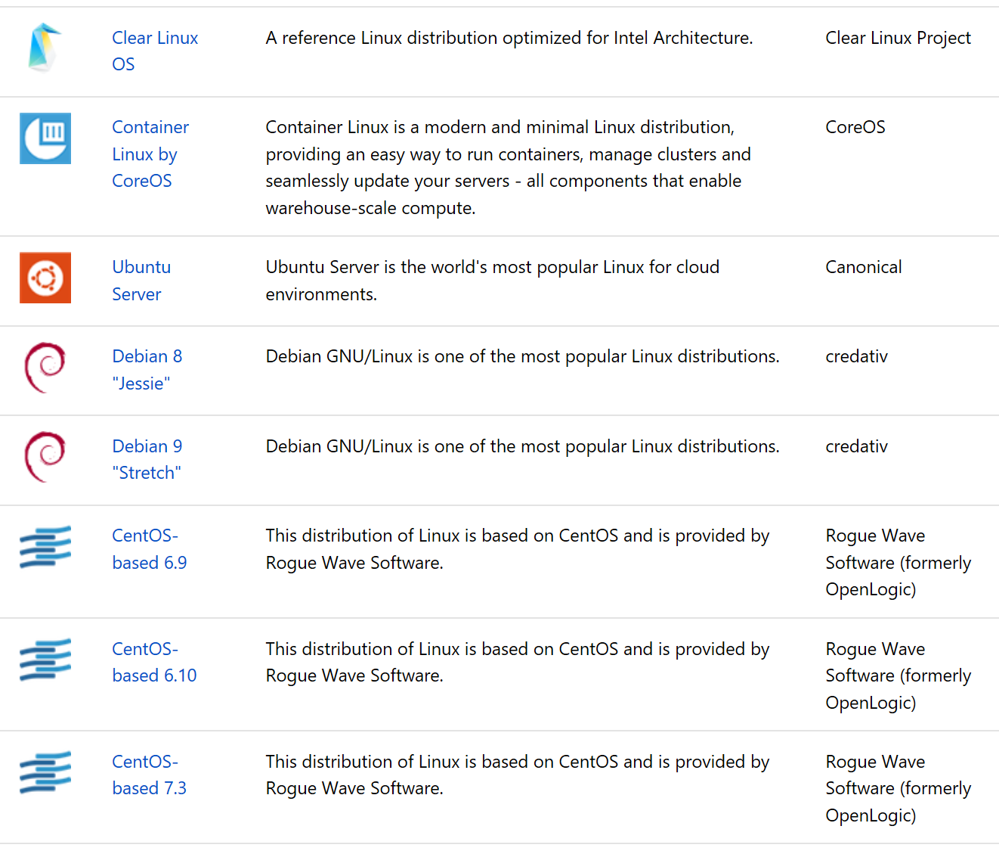 Clear Linux
OS
A reference Linux distribution optimized for Intel Architecture.
Clear Linux Project
Container
Linux by
CoreOS
Container Linux is a modern and minimal Linux distribution,
providing an easy way to run containers, manage clusters and
seamlessly update your servers - all components that enable
warehouse-scale compute.
CoreOS
Ubuntu
Server
Ubuntu Server is the world's most popular Linux for cloud
environments.
Canonical
Debian 8
"Jessie"
Debian GNU/Linux is one of the most popular Linux distributions.
credativ
Debian 9
"Stretch"
Debian GNU/Linux is one of the most popular Linux distributions.
credativ
CentOS-
based 6.9
This distribution of Linux is based on CentOS and is provided by
Rogue Wave Software.
Rogue Wave
Software (formerly
OpenLogic)
CentOS-
based 6.10
This distribution of Linux is based on CentOS and is provided by
Rogue Wave Software.
Rogue Wave
Software (formerly
OpenLogic)
CentOS-
based 7.3
This distribution of Linux is based on CentOS and is provided by
Rogue Wave Software.
Rogue Wave
Software (formerly
OpenLogic)